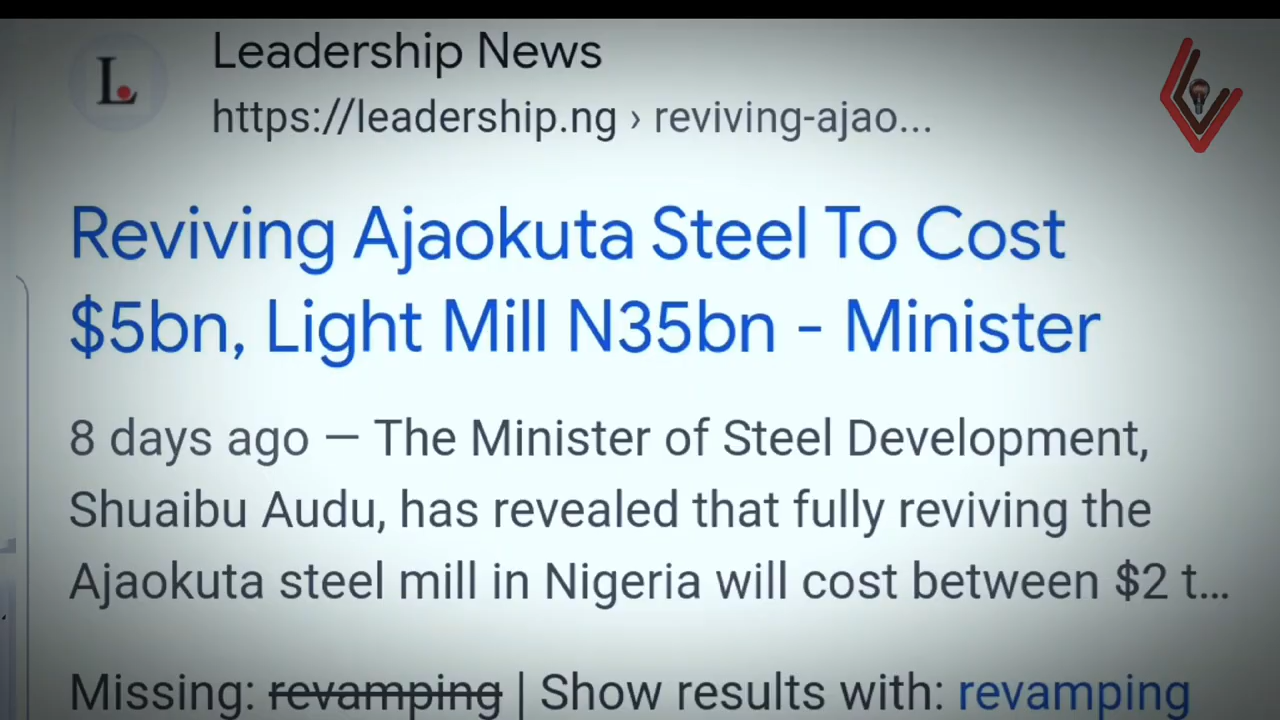 L.
Leadership News
https://leadership.ng › reviving-ajao...
Reviving Ajaokuta Steel To Cost
$5bn, Light Mill N35bn - Minister
8 days ago — The Minister of Steel Development,
Shuaibu Audu, has revealed that fully reviving the
Ajaokuta steel mill in Nigeria will cost between $2 t...
Missing: revamping | Show results with: revamping